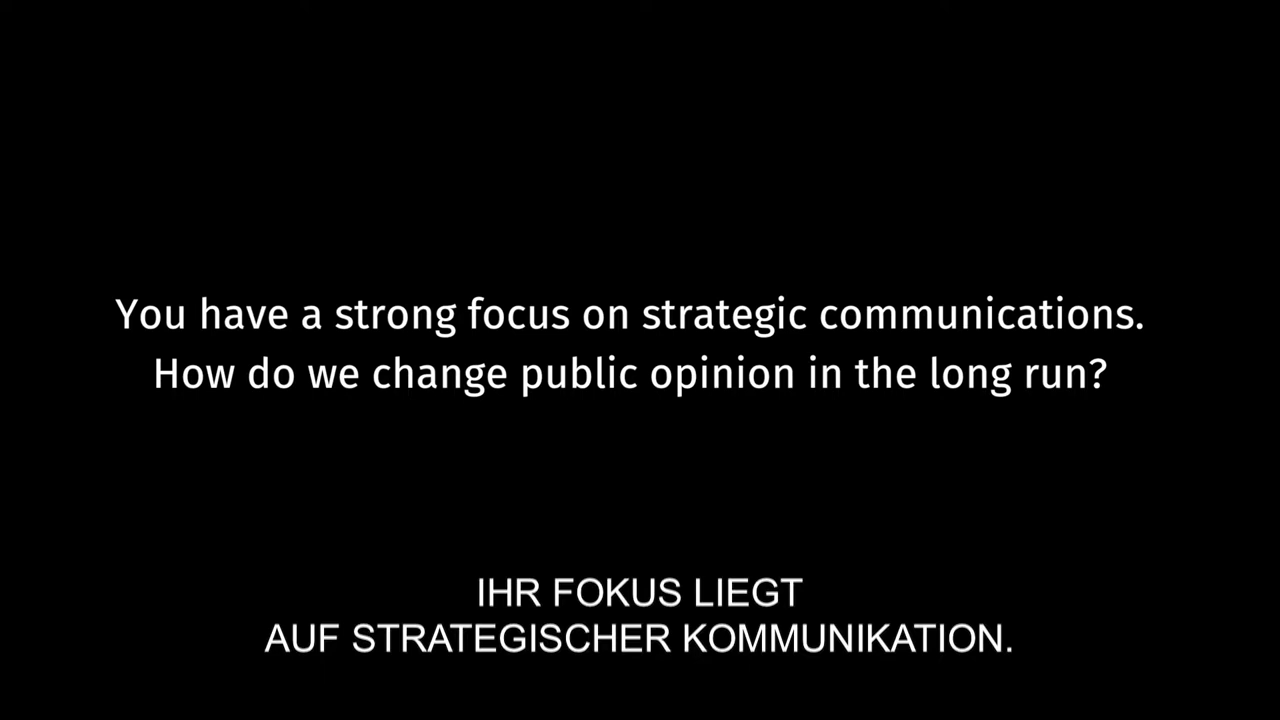 You have a strong focus on strategic communications.
How do we change public opinion in the long run?
IHR FOKUS LIEGT
AUF STRATEGISCHER KOMMUNIKATION.